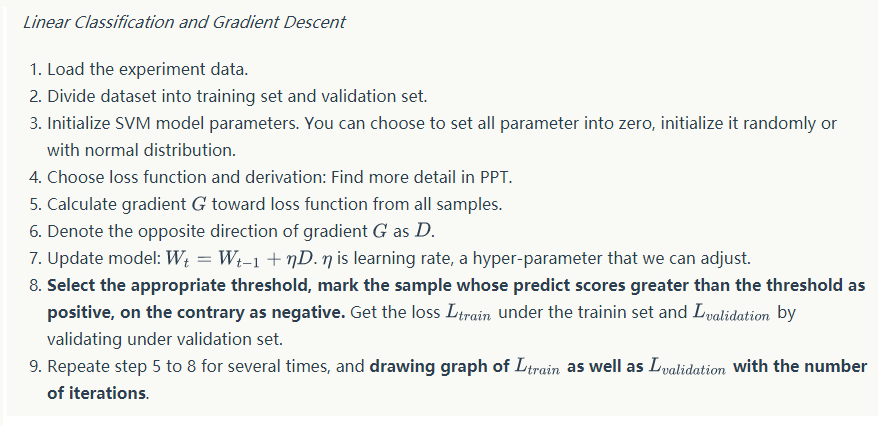 Linear Classification and Gradient Descent
1. Load the experiment data.
2. Divide dataset into training set and validation set.
3. Initialize SVM model parameters. You can choose to set all parameter into zero, initialize it randomly or
with normal distribution.
4. Choose loss function and derivation: Find more detail in PPT.
5. Calculate gradient G toward loss function from all samples.
6. Denote the opposite direction of gradient G as D.
7. Update model: W_t = W_{t−1} + ηD. η is learning rate, a hyper-parameter that we can adjust.
8. Select the appropriate threshold, mark the sample whose predict scores greater than the threshold as
positive, on the contrary as negative. Get the loss L_{train} under the trainin set and L_{validation} by
validating under validation set.
9. Repeate step 5 to 8 for several times, and drawing graph of L_{train} as well as L_{validation} with the number
of iterations.